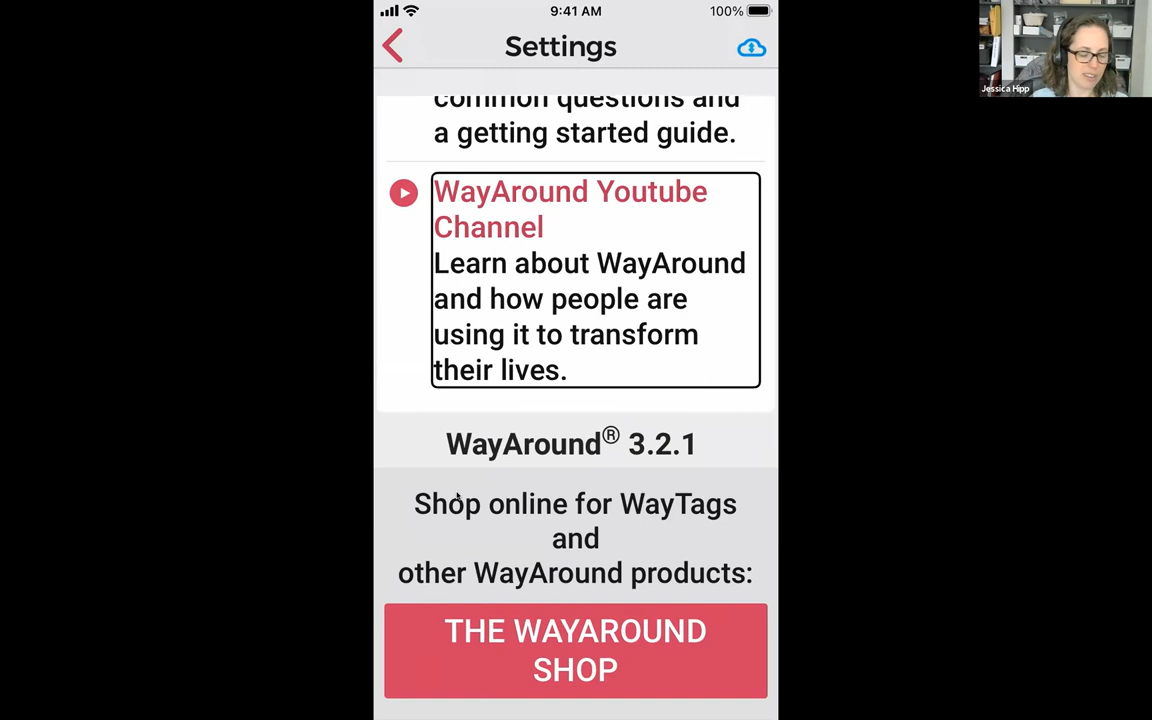 9:41 AM
100%
Settings
common questions and
a getting started guide.
WayAround Youtube
Channel
Learn about WayAround
and how people are
using it to transform
their lives.
WayAround® 3.2.1
Shop online for WayTags
and
other WayAround products:
THE WAYAROUND
SHOP
Jessica Hipp